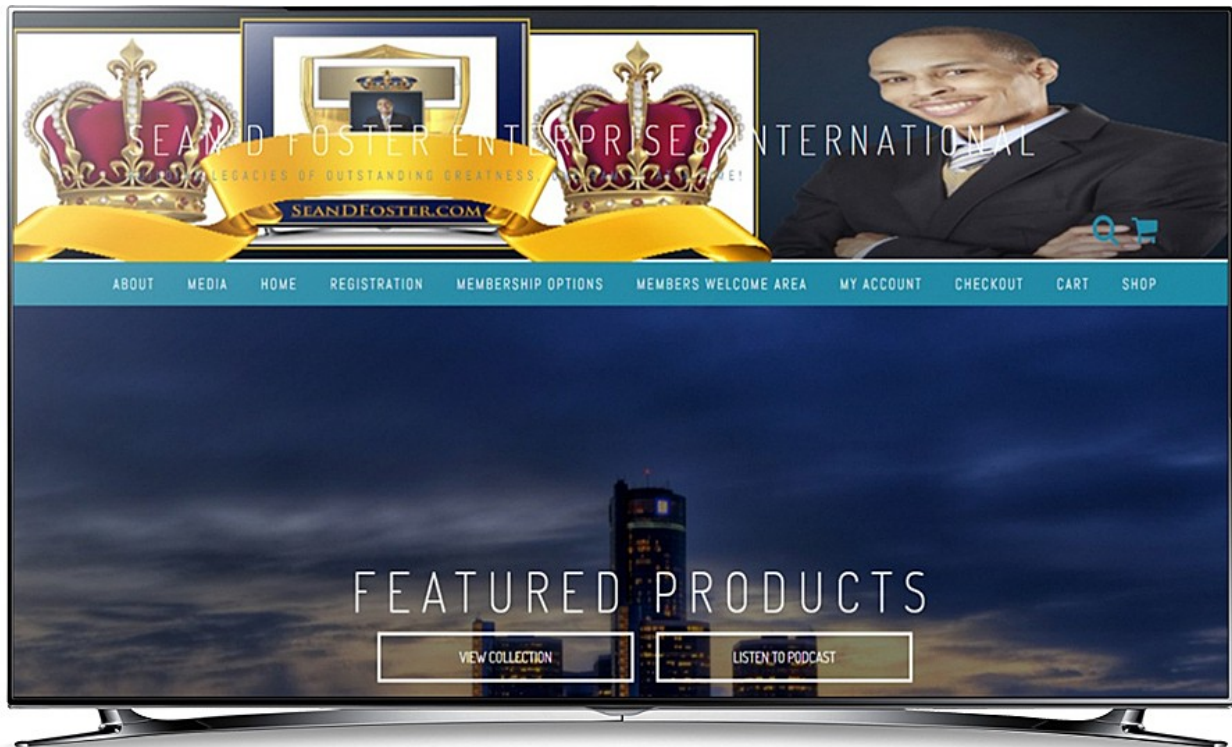 SEAN D FOSTER ENTERPRISES INTERNATIONAL
LEGACIES OF OUTSTANDING GREATNESS,
SEANDFOSTER.COM
ABOUT MEDIA HOME REGISTRATION MEMBERSHIP OPTIONS MEMBERS WELCOME AREA MY ACCOUNT CHECKOUT CART SHOP
FEATURED PRODUCTS
VIEW COLLECTION LISTEN TO PODCAST